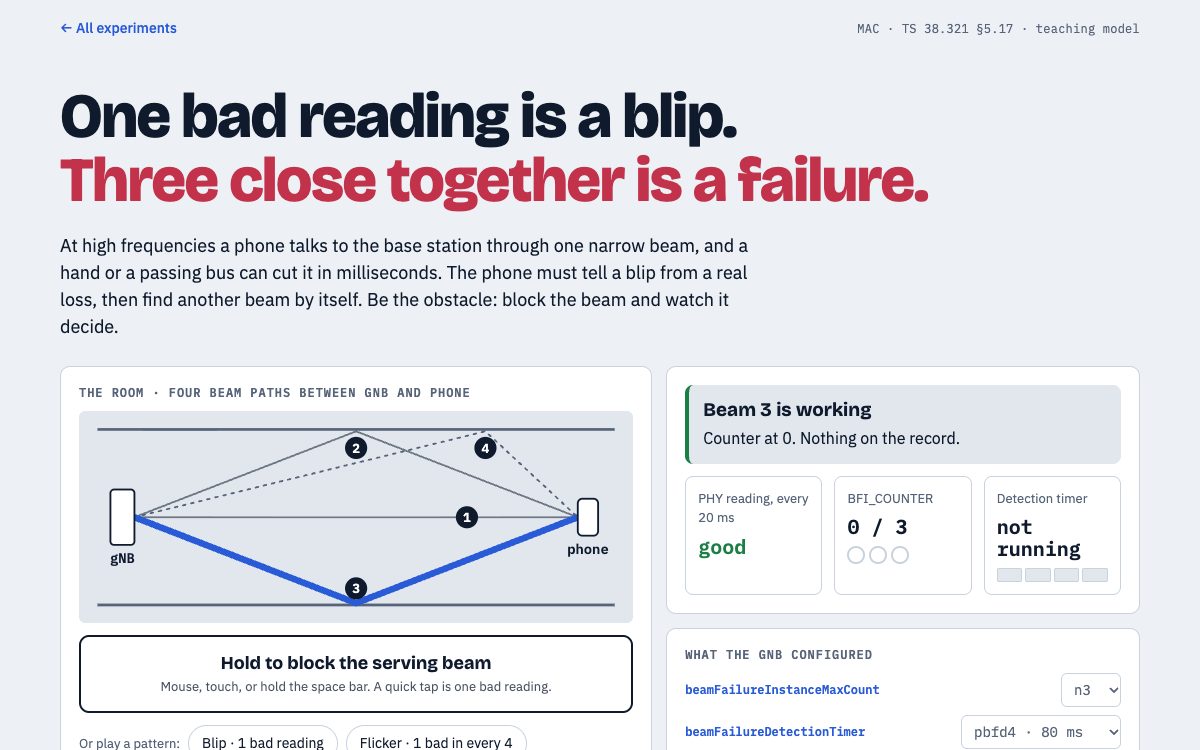 ← All experiments
MAC · TS 38.321 §5.17 · teaching model
One bad reading is a blip.
Three close together is a failure.
At high frequencies a phone talks to the base station through one narrow beam, and a
hand or a passing bus can cut it in milliseconds. The phone must tell a blip from a real
loss, then find another beam by itself. Be the obstacle: block the beam and watch it
decide.
THE ROOM · FOUR BEAM PATHS BETWEEN GNB AND PHONE
2
4
1
gNB
phone
3
Hold to block the serving beam
Mouse, touch, or hold the space bar. A quick tap is one bad reading.
Or play a pattern:
Blip · 1 bad reading
Flicker · 1 bad in every 4
Beam 3 is working
Counter at 0. Nothing on the record.
PHY reading, every
20 ms
good
BFI_COUNTER
0 / 3
Detection timer
not
running
WHAT THE GNB CONFIGURED
beamFailureInstanceMaxCount
n3
beamFailureDetectionTimer
pbfd4 · 80 ms